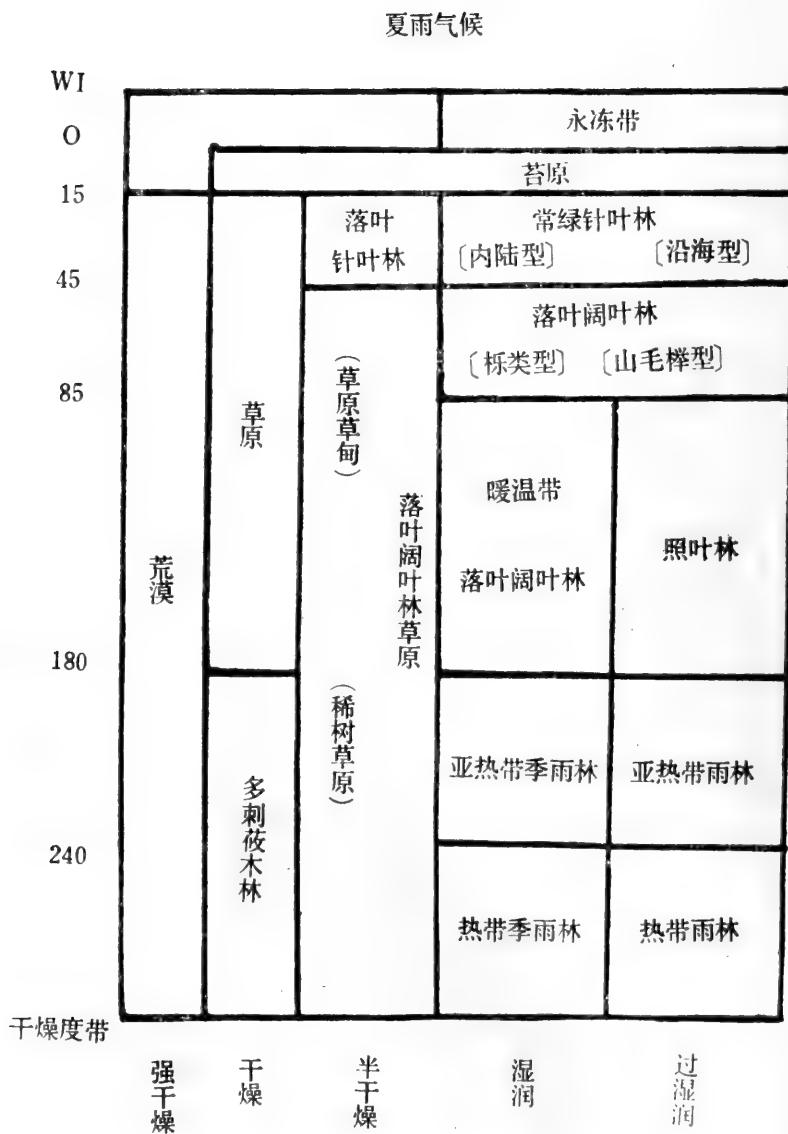 夏雨气候
WI
O
永冻带
苔原
15
落叶
针叶林
常绿针叶林
〔内陆型〕 〔沿海型〕
45
落叶阔叶林
〔栎类型〕 〔山毛榉型〕
85
荒漠
草原
(草原草甸)
落叶阔叶林草原
暖温带
落叶阔叶林
照叶林
180
多刺莜木林
(稀树草原)
亚热带季雨林
亚热带雨林
240
热带季雨林
热带雨林
干燥度带
强干燥
干燥
半干燥
湿润
过湿润